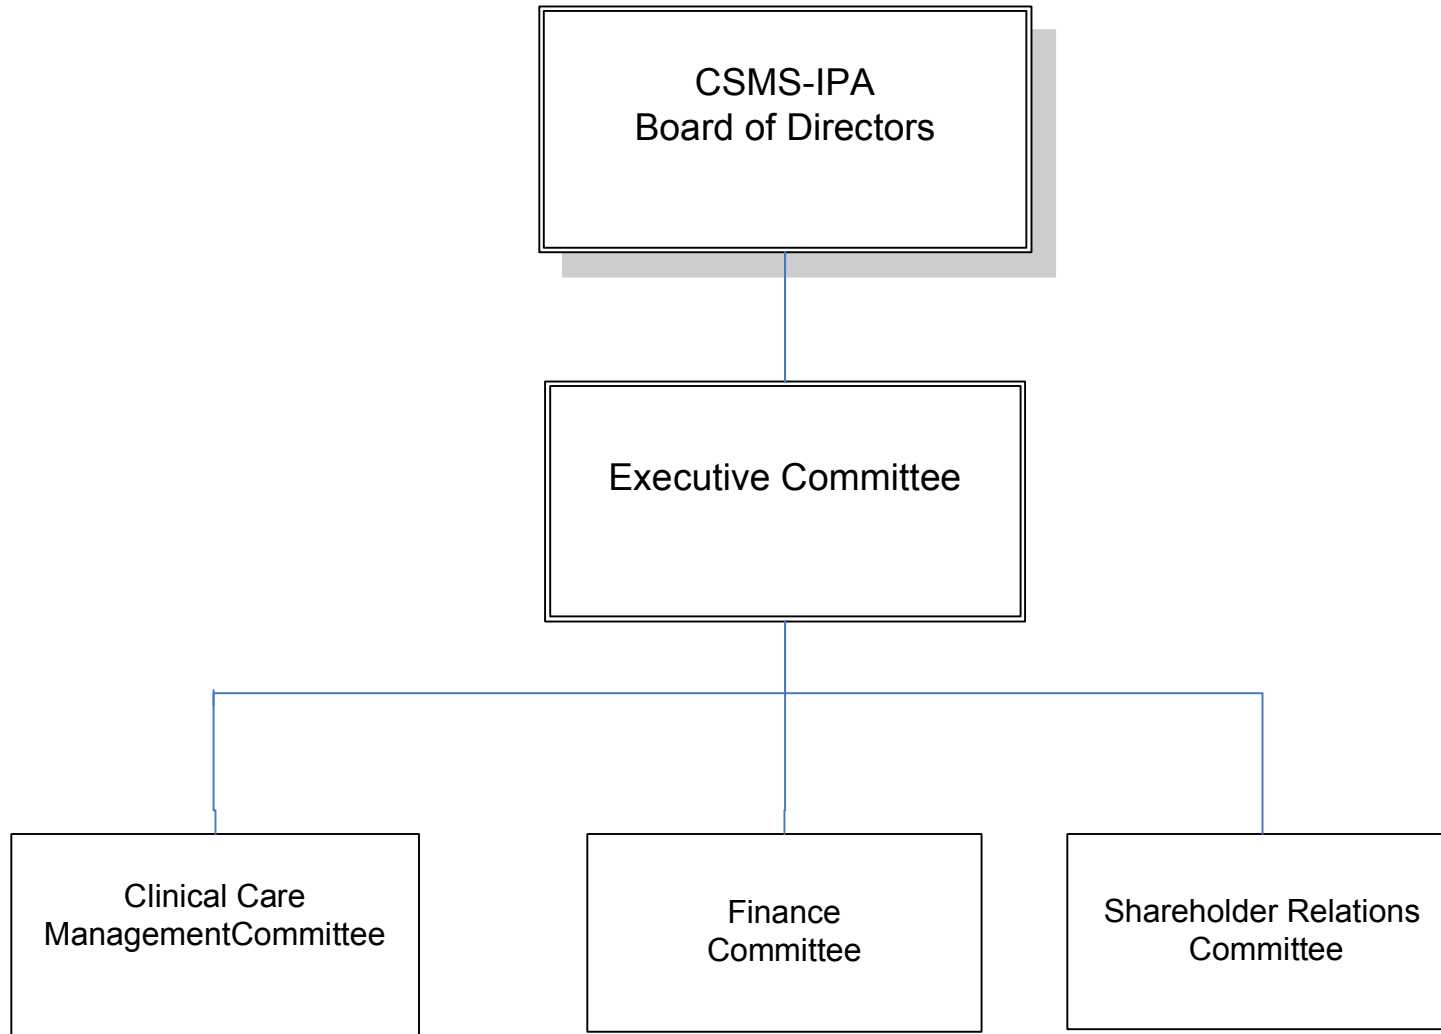 CSMS-IPA
Board of Directors
Executive Committee
Clinical Care
ManagementCommittee
Finance
Committee
Shareholder Relations
Committee